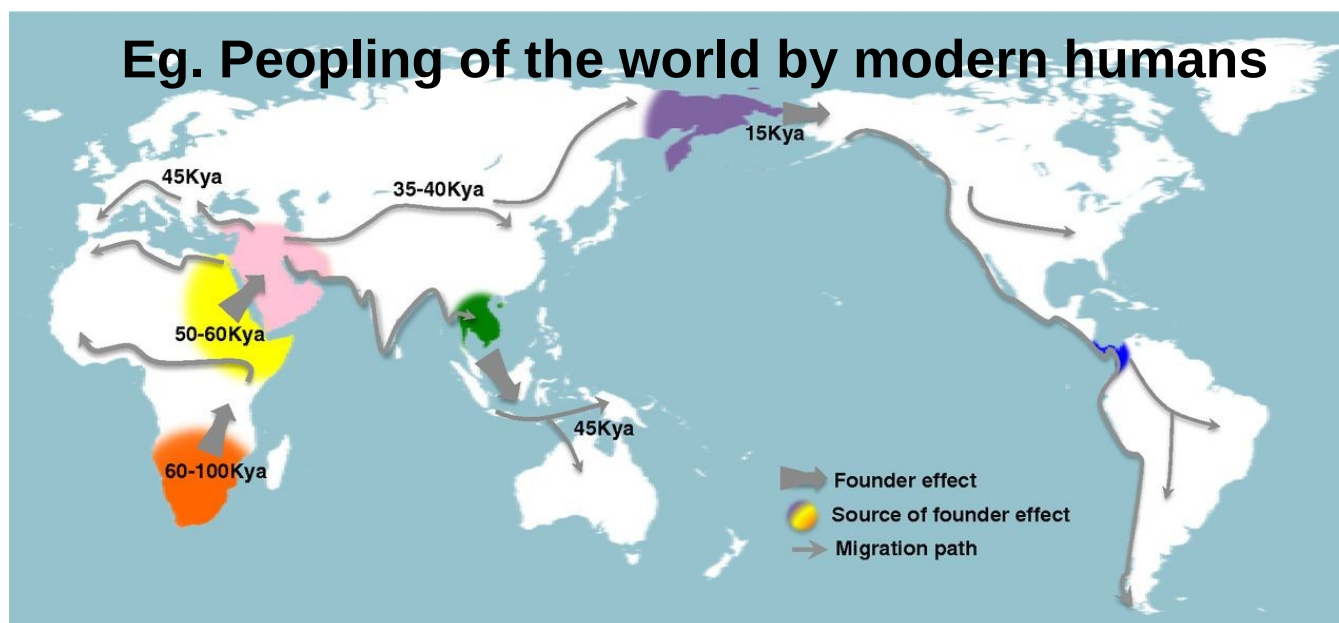 Eg. Peopling of the world by modern humans
15Kya
45Kya
35-40Kya
50-60Kya
45Kya
60-100Kya
Founder effect
Source of founder effect
Migration path